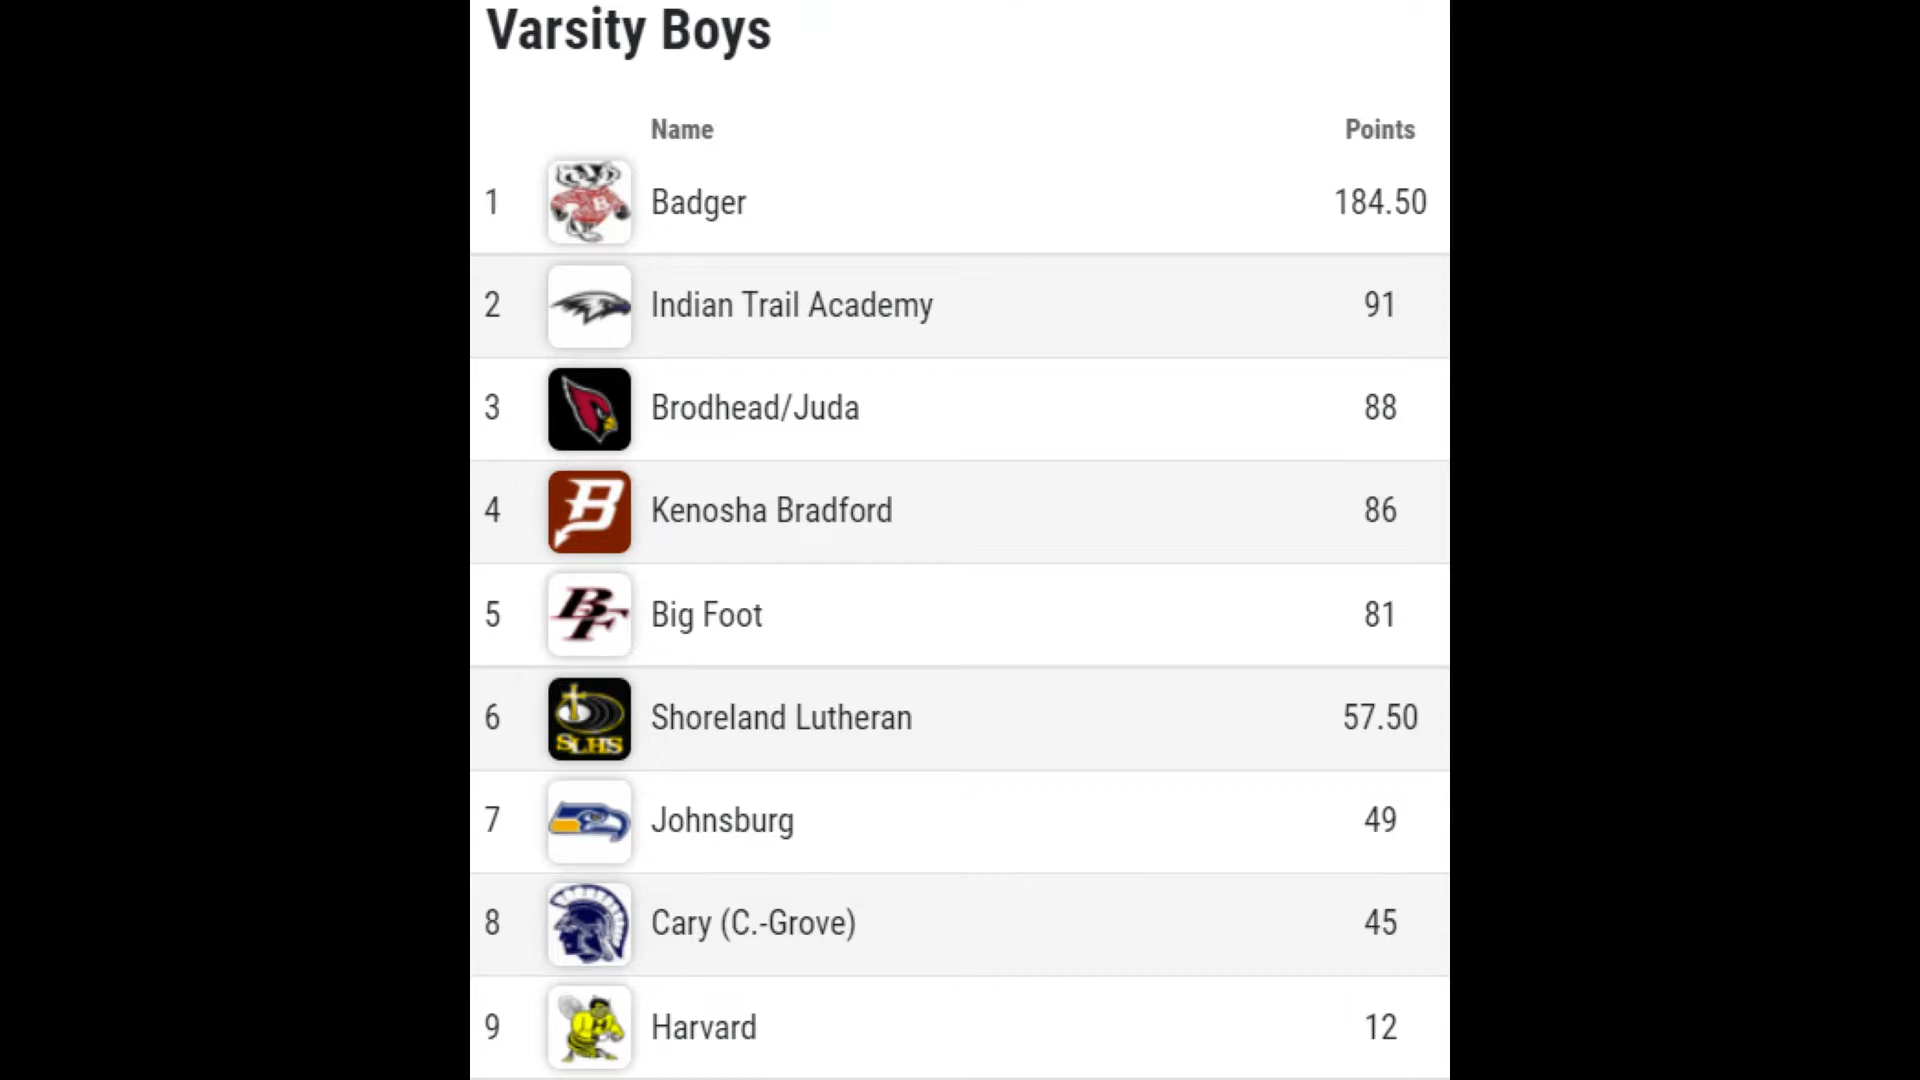 Varsity Boys
Name Points
1 B Badger 184.50
2 Indian Trail Academy 91
3 Brodhead/Juda 88
4 B Kenosha Bradford 86
5 BF Big Foot 81
6 SLHS Shoreland Lutheran 57.50
7 Johnsburg 49
8 Cary (C.-Grove) 45
9 H Harvard 12